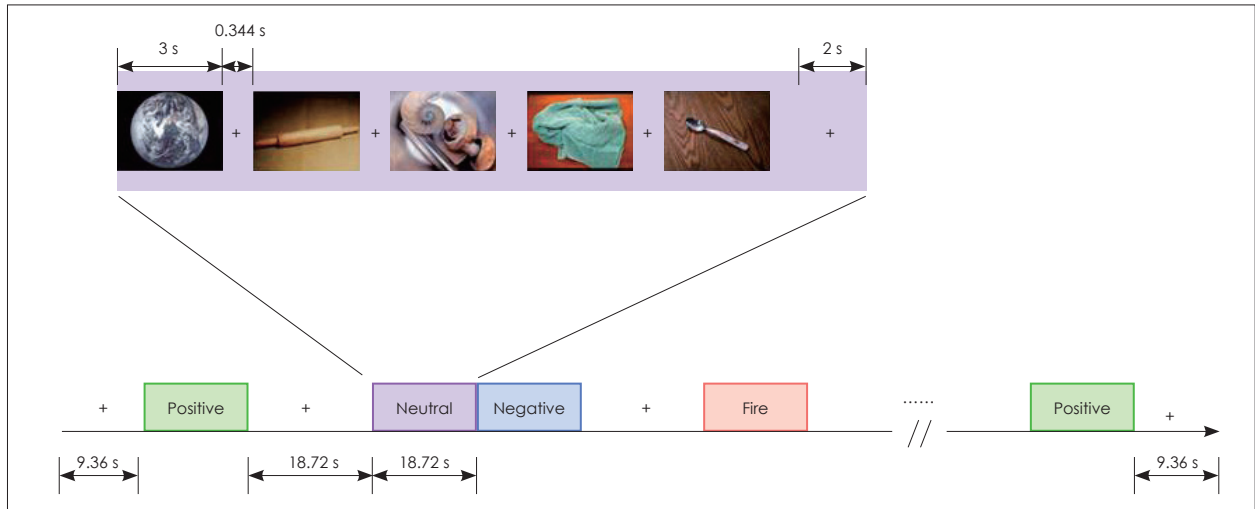 0.344 s
3 s
2 s
+ + + + +
+ Positive + Neutral Negative + Fire ...... // Positive +
9.36 s 18.72 s 18.72 s 9.36 s